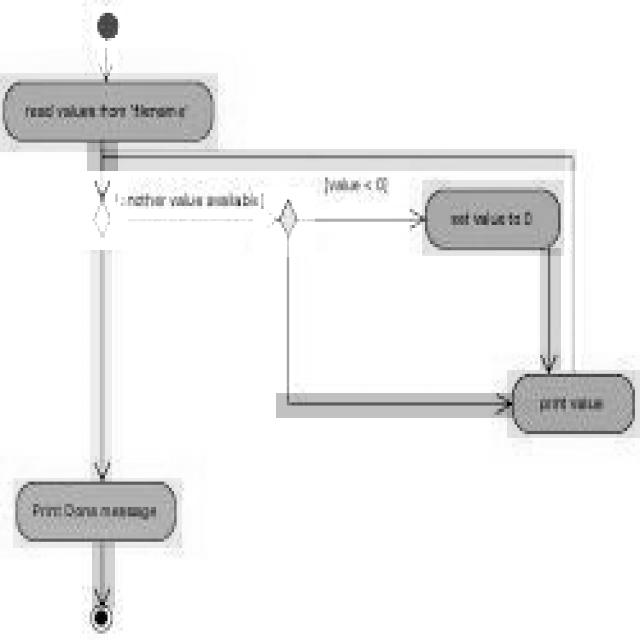 read values from 'filename'
[another value available]
[value < 0]
set value to 0
print value
Print Done message